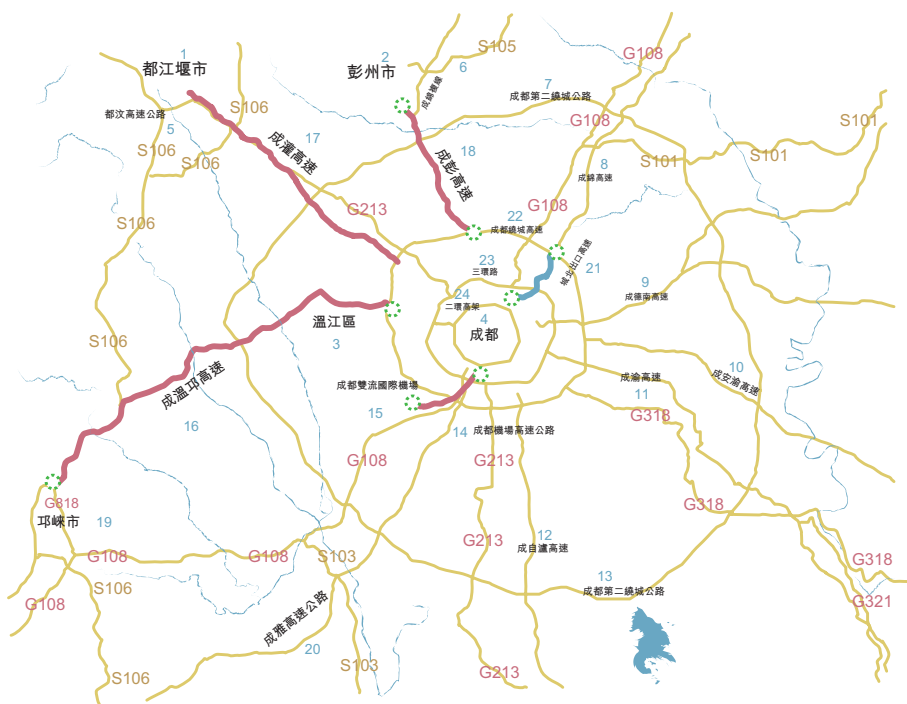 S105
1
2
G108
都江堰市
彭州市
6
7
成綿複線
成都第二繞城公路
S106
都汶高速公路
G108
S101
5
17
S106
成灌高速
18
成彭高速
S101
S101
S106
8
成綿高速
G213
G108
S106
22
成都繞城高速
城北出口高速
23
三環路
21
24
二環高架
9
成德南高速
4
溫江區
成都
S106
3
成溫邛高速
成都雙流國際機場
成渝高速
10
成安渝高速
11
15
16
14
成都機場高速公路
G318
G108
G213
G818
G318
邛崍市
19
G213
12
成自瀘高速
G108
G108
S103
G318
S106
13
成都第二繞城公路
G108
G321
成雅高速公路
20
S103
S106
G213